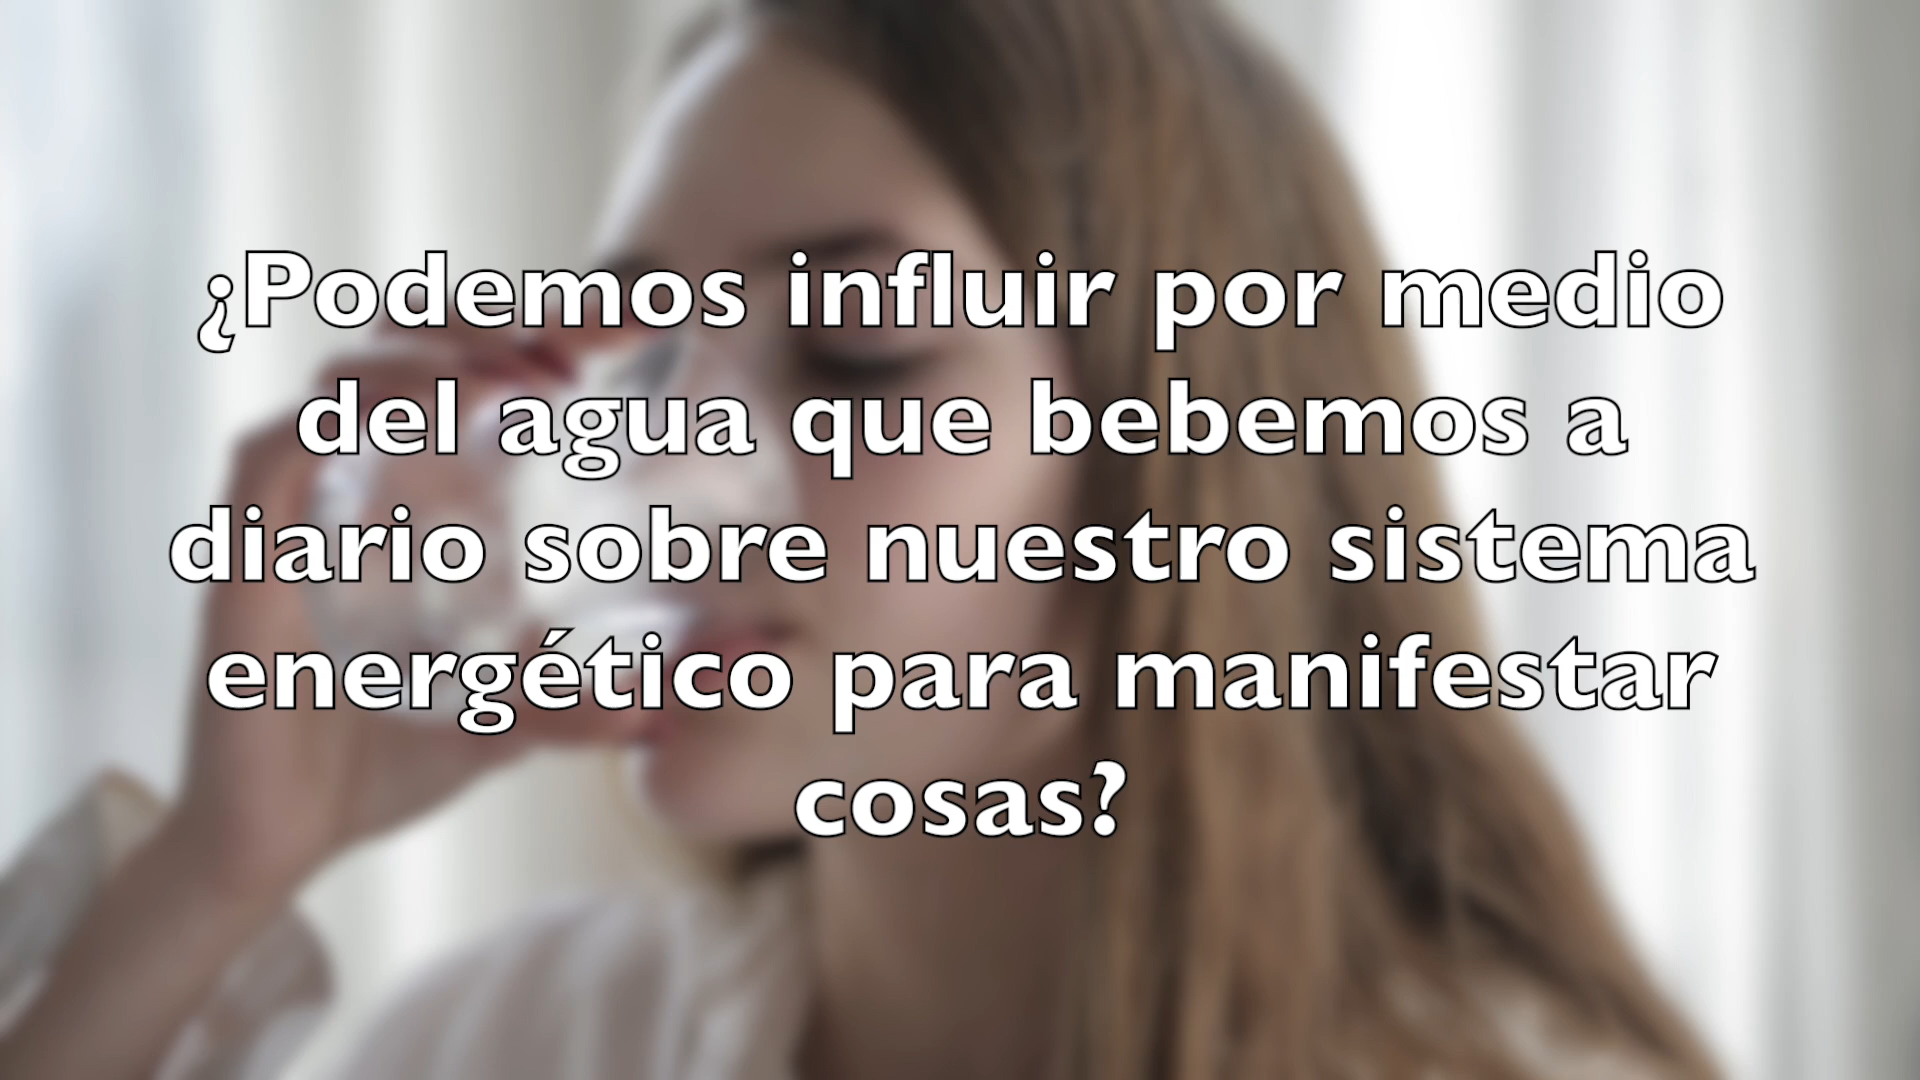 ¿Podemos influir por medio
del agua que bebemos a
diario sobre nuestro sistema
energético para manifestar
cosas?